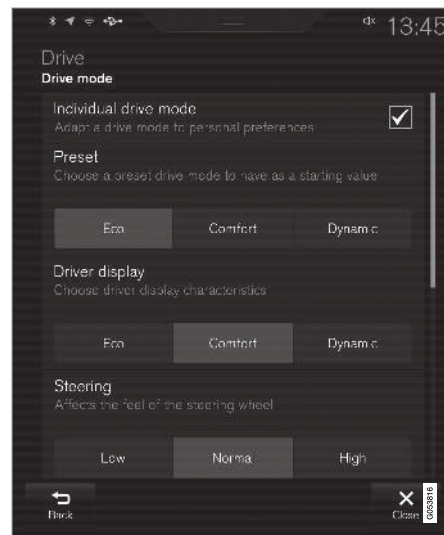 13:45
Drive
Drive mode
Individual drive mode
Adapt a drive mode to personal preferences
Preset
Choose a preset drive mode to have as a starting value
Eco Comfort Dynamic
Driver display
Choose driver display characteristics
Eco Comfort Dynamic
Steering
Affects the feel of the steering wheel
Low Normal High
Back
Close
G053816